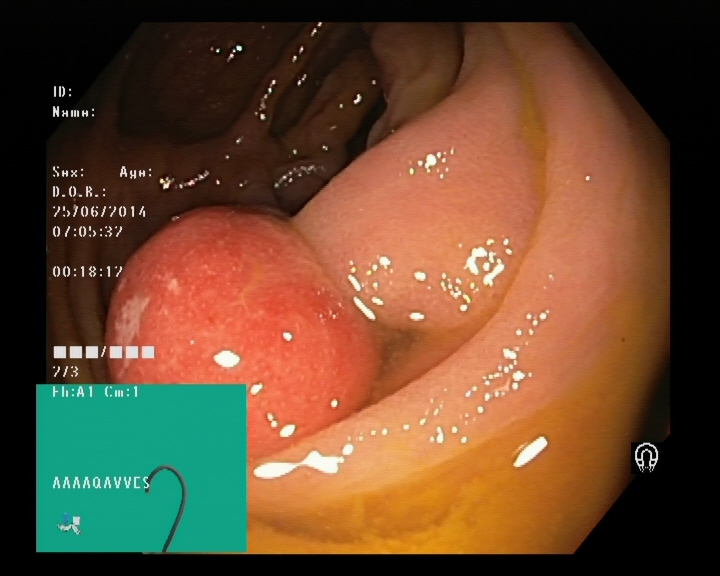 ID:
Name:
Sex: Age:
D.O.B.:
25/06/2014
07:05:32
00:18:12
■■■/■■■
2/3
Eh:A1 Cm:1
AAAAQAVVES